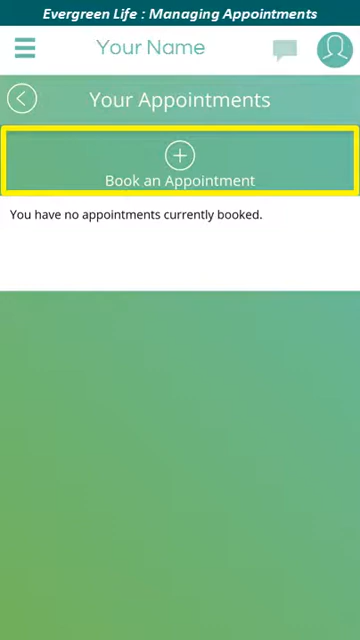 Evergreen Life : Managing Appointments
Your Name
Your Appointments
Book an Appointment
You have no appointments currently booked.